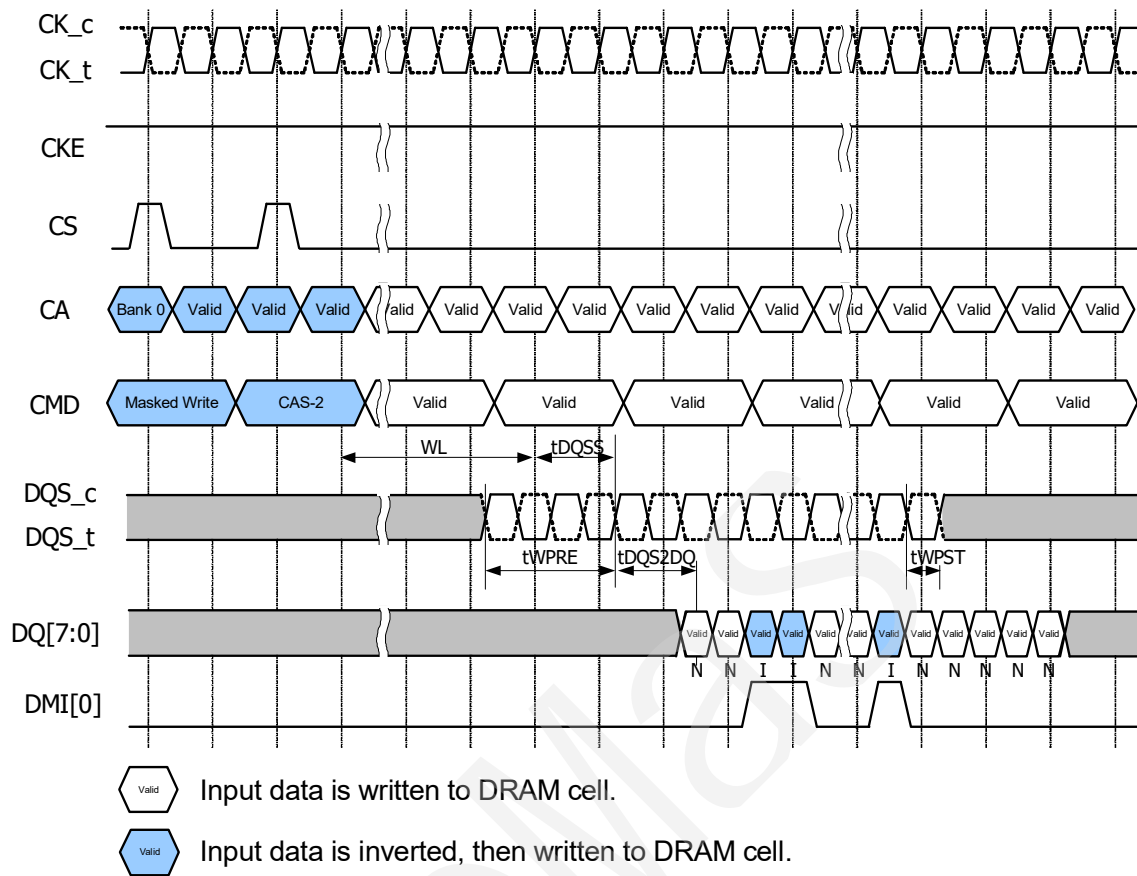 CK_c
CK_t
CKE
CS
CA Bank 0 Valid Valid Valid Valid Valid Valid Valid Valid Valid Valid Valid Valid Valid Valid Valid
CMD Masked Write CAS-2 Valid Valid Valid Valid Valid Valid
WL tDQSS
DQS_c
DQS_t
tWPRE tDQS2DQ tWPST
DQ[7:0] Valid Valid Valid Valid Valid Valid Valid Valid Valid Valid Valid Valid
N N I I N N I N N N N N
DMI[0]
Valid Input data is written to DRAM cell.
Valid Input data is inverted, then written to DRAM cell.